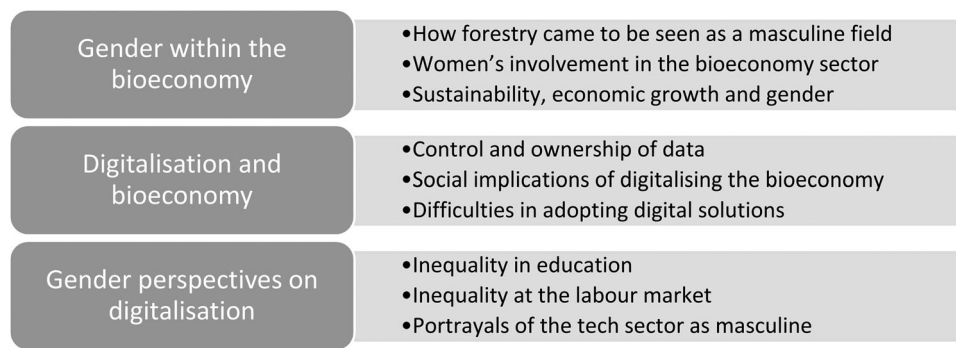 Gender within the
bioeconomy
•How forestry came to be seen as a masculine field
•Women’s involvement in the bioeconomy sector
•Sustainability, economic growth and gender
Digitalisation and
bioeconomy
•Control and ownership of data
•Social implications of digitalising the bioeconomy
•Difficulties in adopting digital solutions
Gender perspectives on
digitalisation
•Inequality in education
•Inequality at the labour market
•Portrayals of the tech sector as masculine